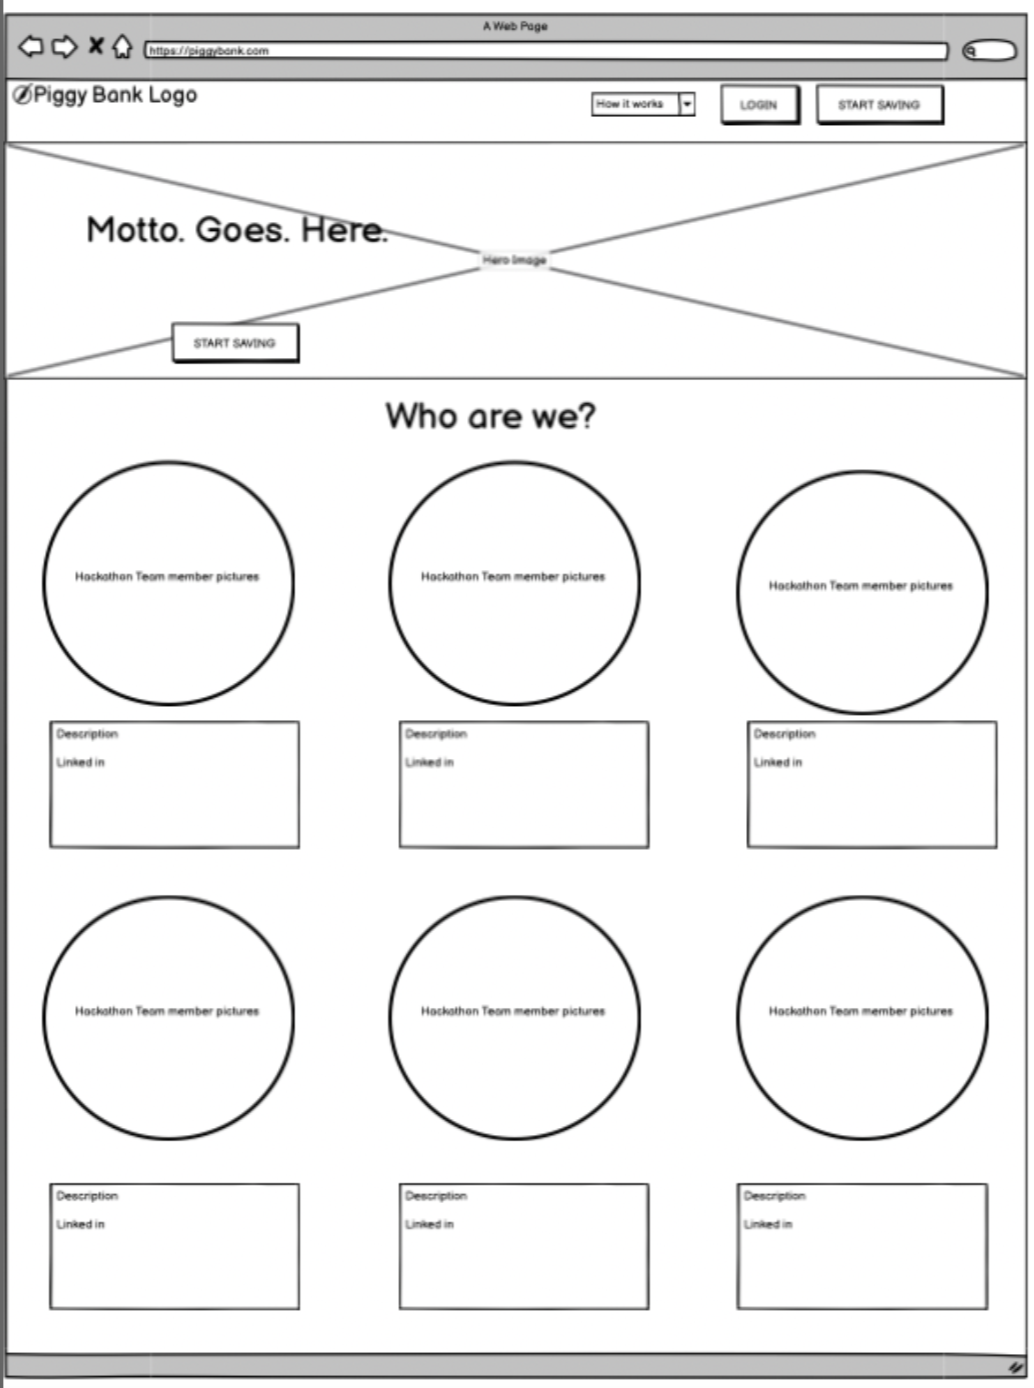 A Web Page
https://piggybank.com
Piggy Bank Logo
How it works
LOGIN
START SAVING
Motto. Goes. Here.
Hero Image
START SAVING
Who are we?
Hackathon Team member pictures
Hackathon Team member pictures
Hackathon Team member pictures
Description
Linked in
Description
Linked in
Description
Linked in
Hackathon Team member pictures
Hackathon Team member pictures
Hackathon Team member pictures
Description
Linked in
Description
Linked in
Description
Linked in